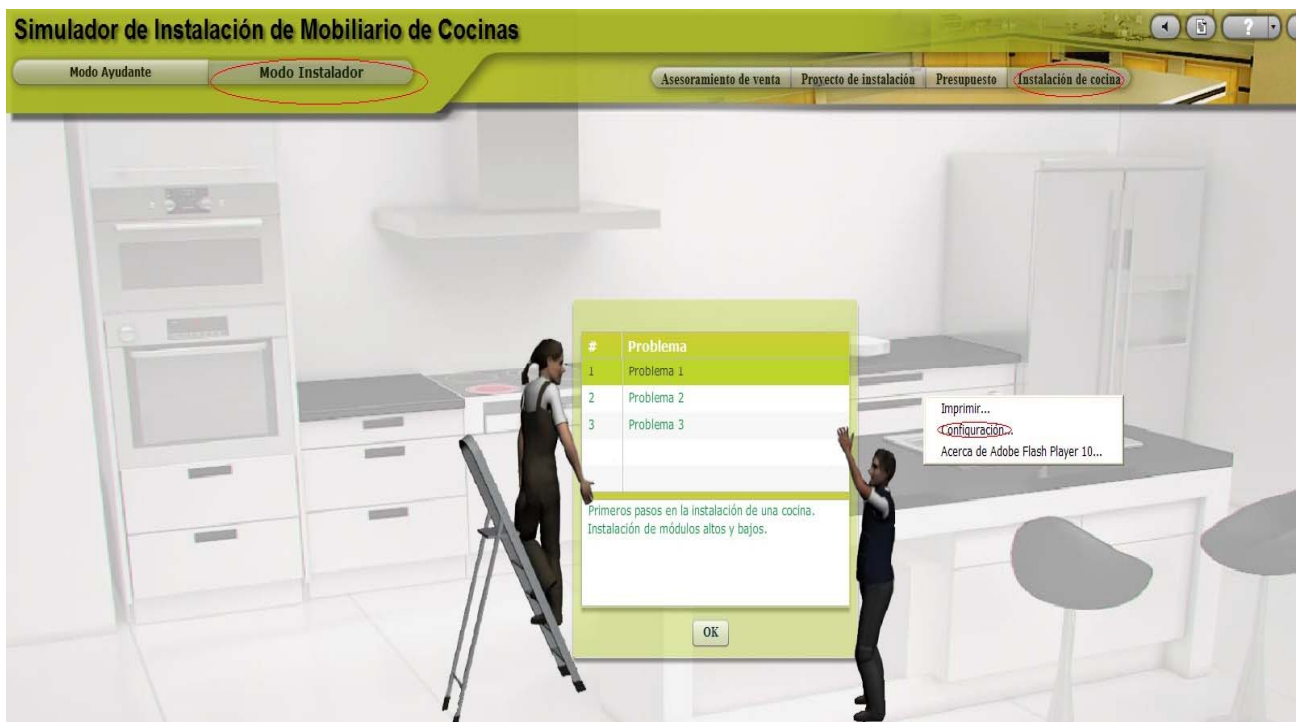 Simulador de Instalación de Mobiliario de Cocinas
?
Modo Ayudante
Modo Instalador
Asesoramiento de venta
Proyecto de instalación
Presupuesto
Instalación de cocina
# Problema
1 Problema 1
2 Problema 2
3 Problema 3
Imprimir...
Configuración...
Acerca de Adobe Flash Player 10...
Primeros pasos en la instalación de una cocina.
Instalación de módulos altos y bajos.
OK